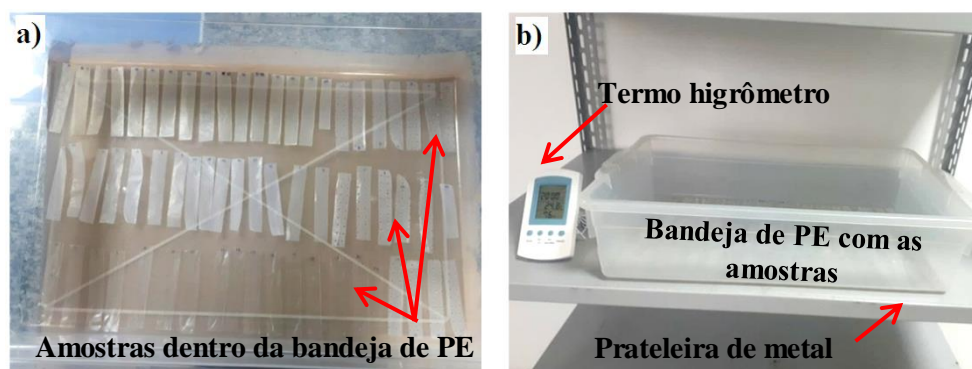 a)
Amostras dentro da bandeja de PE
b)
Termo higrômetro
Bandeja de PE com as
amostras
Prateleira de metal